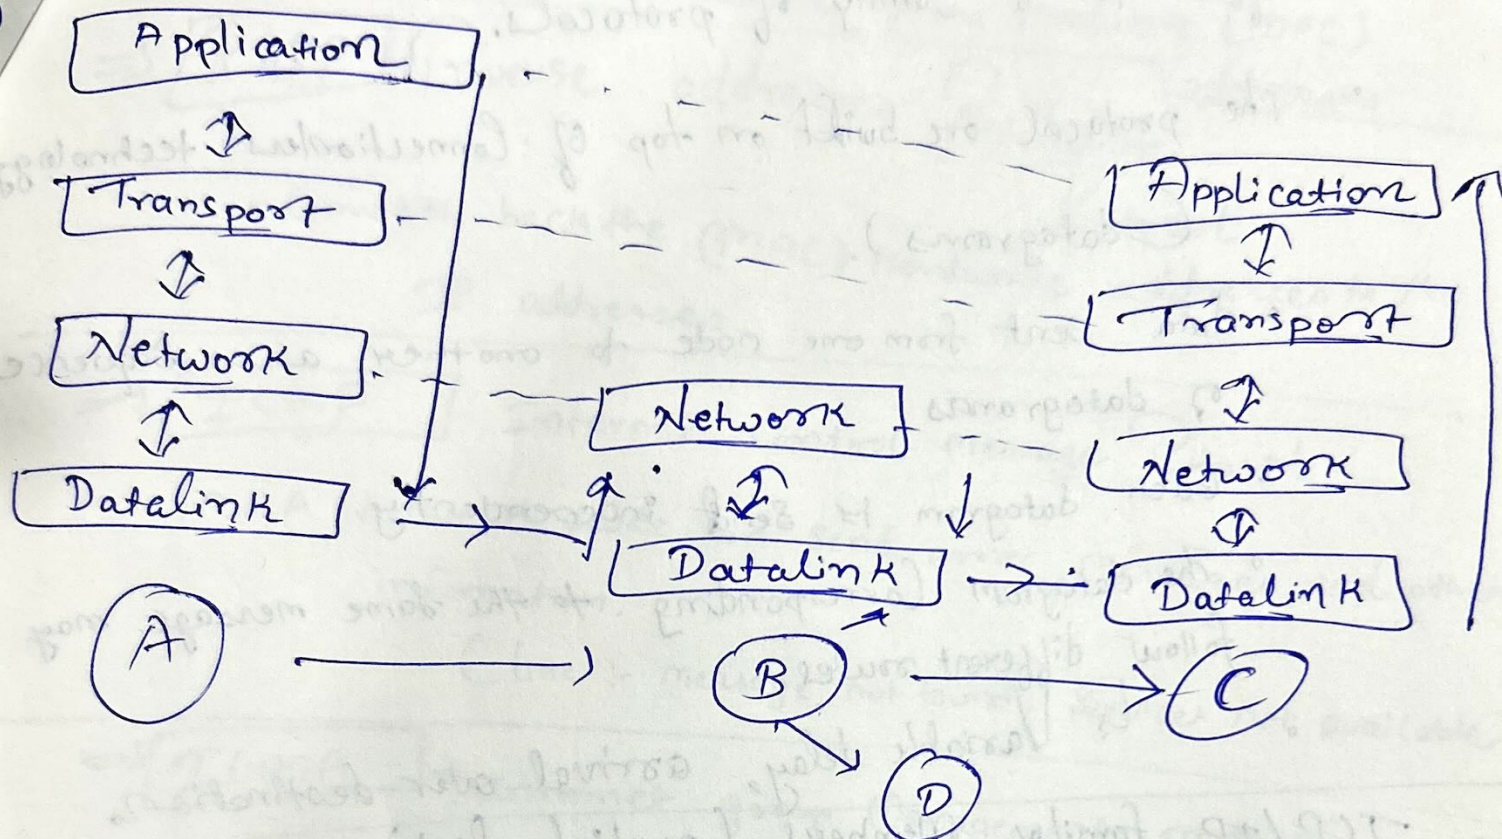 Application
Transport
Network
Datalink
Network
Datalink
Application
Transport
Network
Datalink
A
B
C
D